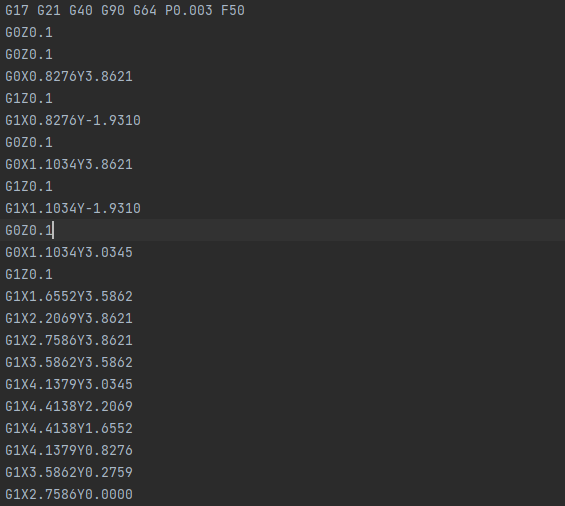 G17 G21 G40 G90 G64 P0.003 F50
G0Z0.1
G0Z0.1
G0X0.8276Y3.8621
G1Z0.1
G1X0.8276Y-1.9310
G0Z0.1
G0X1.1034Y3.8621
G1Z0.1
G1X1.1034Y-1.9310
G0Z0.1
G0X1.1034Y3.0345
G1Z0.1
G1X1.6552Y3.5862
G1X2.2069Y3.8621
G1X2.7586Y3.8621
G1X3.5862Y3.5862
G1X4.1379Y3.0345
G1X4.4138Y2.2069
G1X4.4138Y1.6552
G1X4.1379Y0.8276
G1X3.5862Y0.2759
G1X2.7586Y0.0000